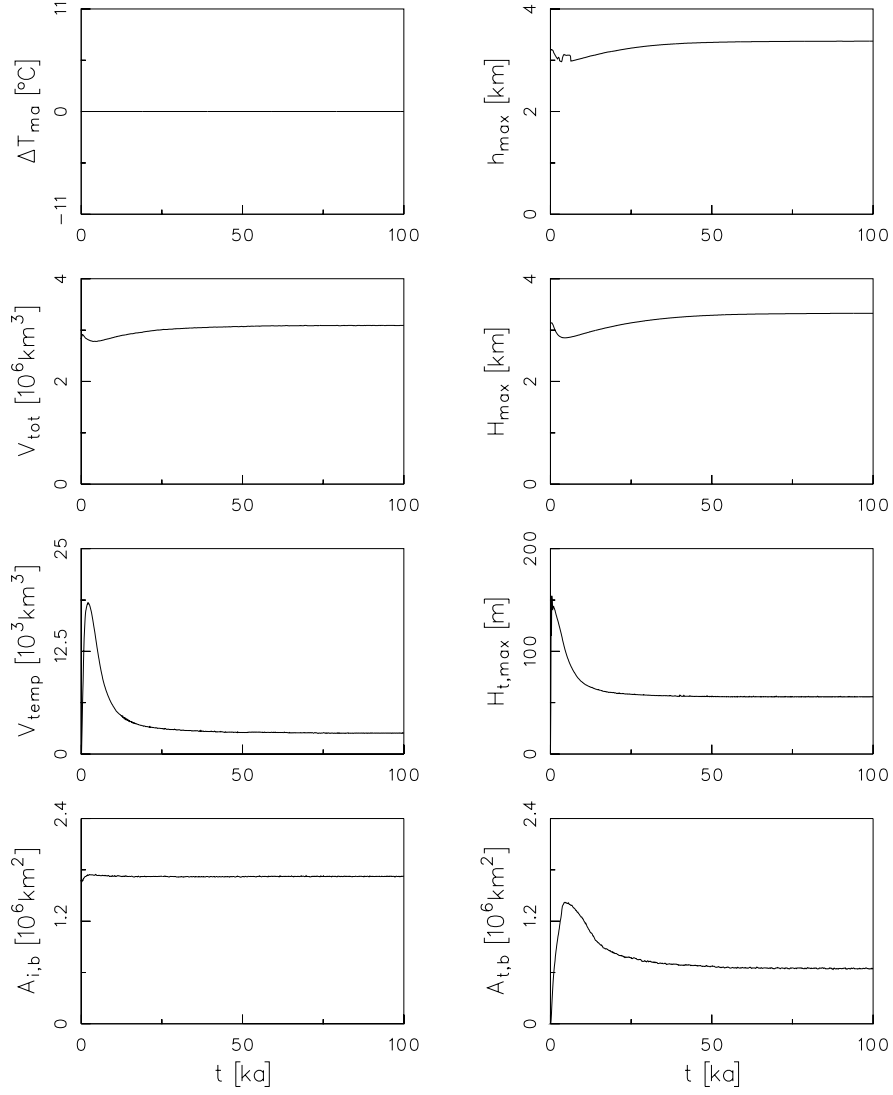 11
0
−11
ΔT_ma [°C]
0 50 100
4
2
0
h_max [km]
0 50 100
4
2
0
V_tot [10^6km^3]
0 50 100
4
2
0
H_max [km]
0 50 100
25
12.5
0
V_temp [10^3km^3]
0 50 100
200
100
0
H_t,max [m]
0 50 100
2.4
1.2
0
A_i,b [10^6km^2]
0 50 100
t [ka]
2.4
1.2
0
A_t,b [10^6km^2]
0 50 100
t [ka]